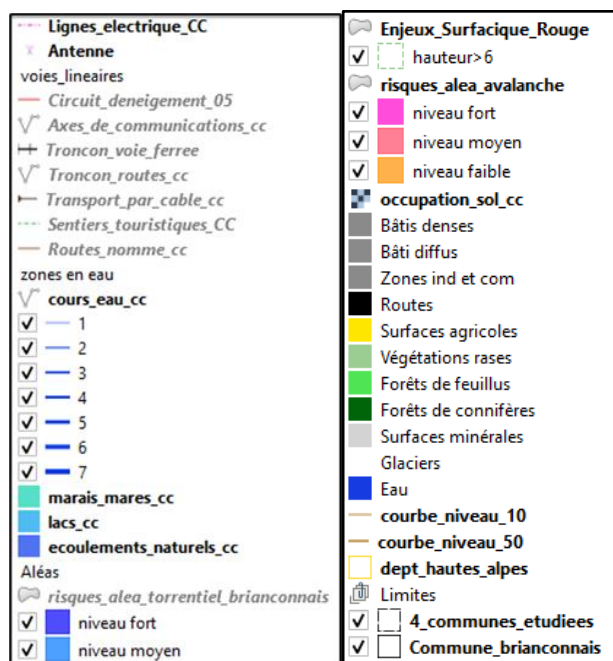 Lignes_electrique_CC
Antenne
voies_lineaires
Circuit_deneigement_05
Axes_de_communications_cc
Troncon_voie_ferree
Troncon_routes_cc
Transport_par_cable_cc
Sentiers_touristiques_CC
Routes_nomme_cc
zones en eau
cours_eau_cc
1
2
3
4
5
6
7
marais_mares_cc
lacs_cc
ecoulements_naturels_cc
Aléas
risques_alea_torrentiel_brianconnais
niveau fort
niveau moyen
Enjeux_Surfacique_Rouge
hauteur>6
risques_alea_avalanche
niveau fort
niveau moyen
niveau faible
occupation_sol_cc
Bâtis denses
Bâti diffus
Zones ind et com
Routes
Surfaces agricoles
Végétations rases
Forêts de feuillus
Forêts de connifères
Surfaces minérales
Glaciers
Eau
courbe_niveau_10
courbe_niveau_50
dept_hautes_alpes
Limites
4_communes_etudiees
Commune_brianconnais